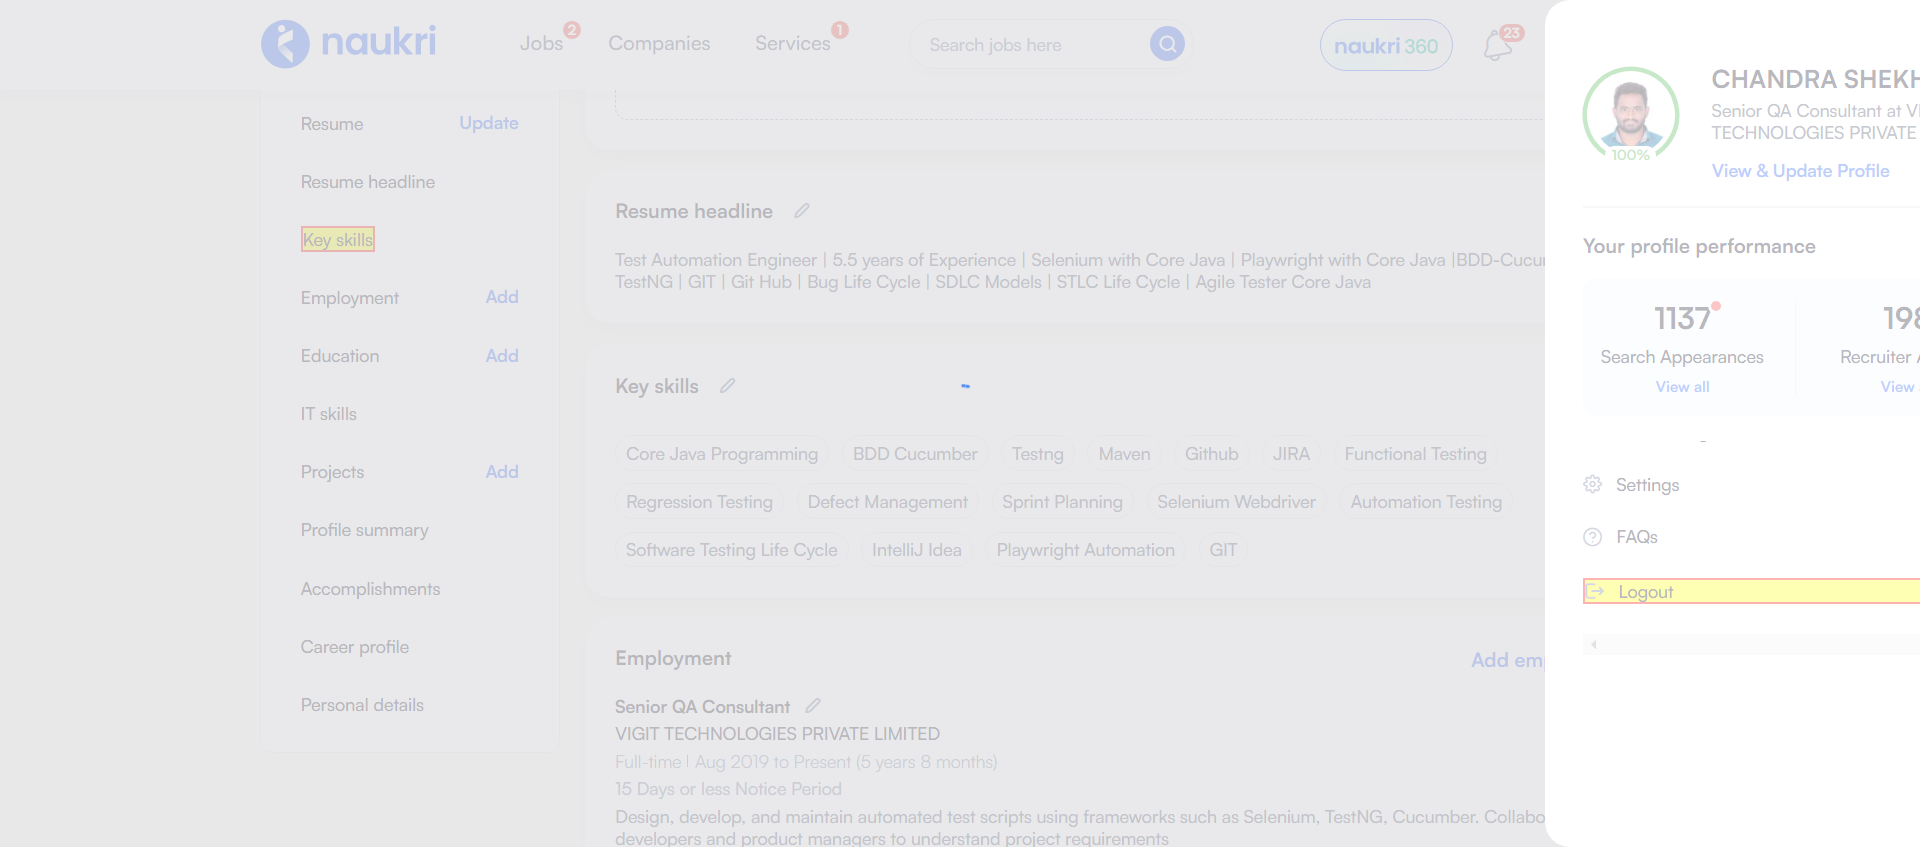 naukri
Jobs 2
Companies
Services 1
Search jobs here
naukri 360
23
Resume Update
Resume headline
Key skills
Employment Add
Education Add
IT skills
Projects Add
Profile summary
Accomplishments
Career profile
Personal details
Resume headline
Test Automation Engineer | 5.5 years of Experience | Selenium with Core Java | Playwright with Core Java |BDD-Cucum
TestNG | GIT | Git Hub | Bug Life Cycle | SDLC Models | STLC Life Cycle | Agile Tester Core Java
Key skills
Core Java Programming BDD Cucumber Testng Maven Github JIRA Functional Testing
Regression Testing Defect Management Sprint Planning Selenium Webdriver Automation Testing
Software Testing Life Cycle IntelliJ Idea Playwright Automation GIT
Employment Add em
Senior QA Consultant
VIGIT TECHNOLOGIES PRIVATE LIMITED
Full-time | Aug 2019 to Present (5 years 8 months)
15 Days or less Notice Period
Design, develop, and maintain automated test scripts using frameworks such as Selenium, TestNG, Cucumber. Collabo
developers and product managers to understand project requirements
100%
CHANDRA SHEKH
Senior QA Consultant at VI
TECHNOLOGIES PRIVATE
View & Update Profile
Your profile performance
1137 198
Search Appearances Recruiter A
View all View
Settings
FAQs
Logout